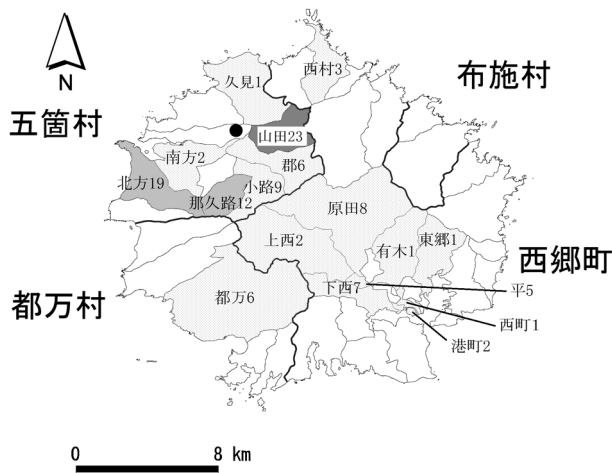 西村3
久見1
布施村
N
五箇村
山田23
南方2
郡6
北方19
小路9
那久路12
原田8
上西2
有木1
東郷1
西郷町
都万村
都万6
下西7
平5
西町1
港町2
0 8 km